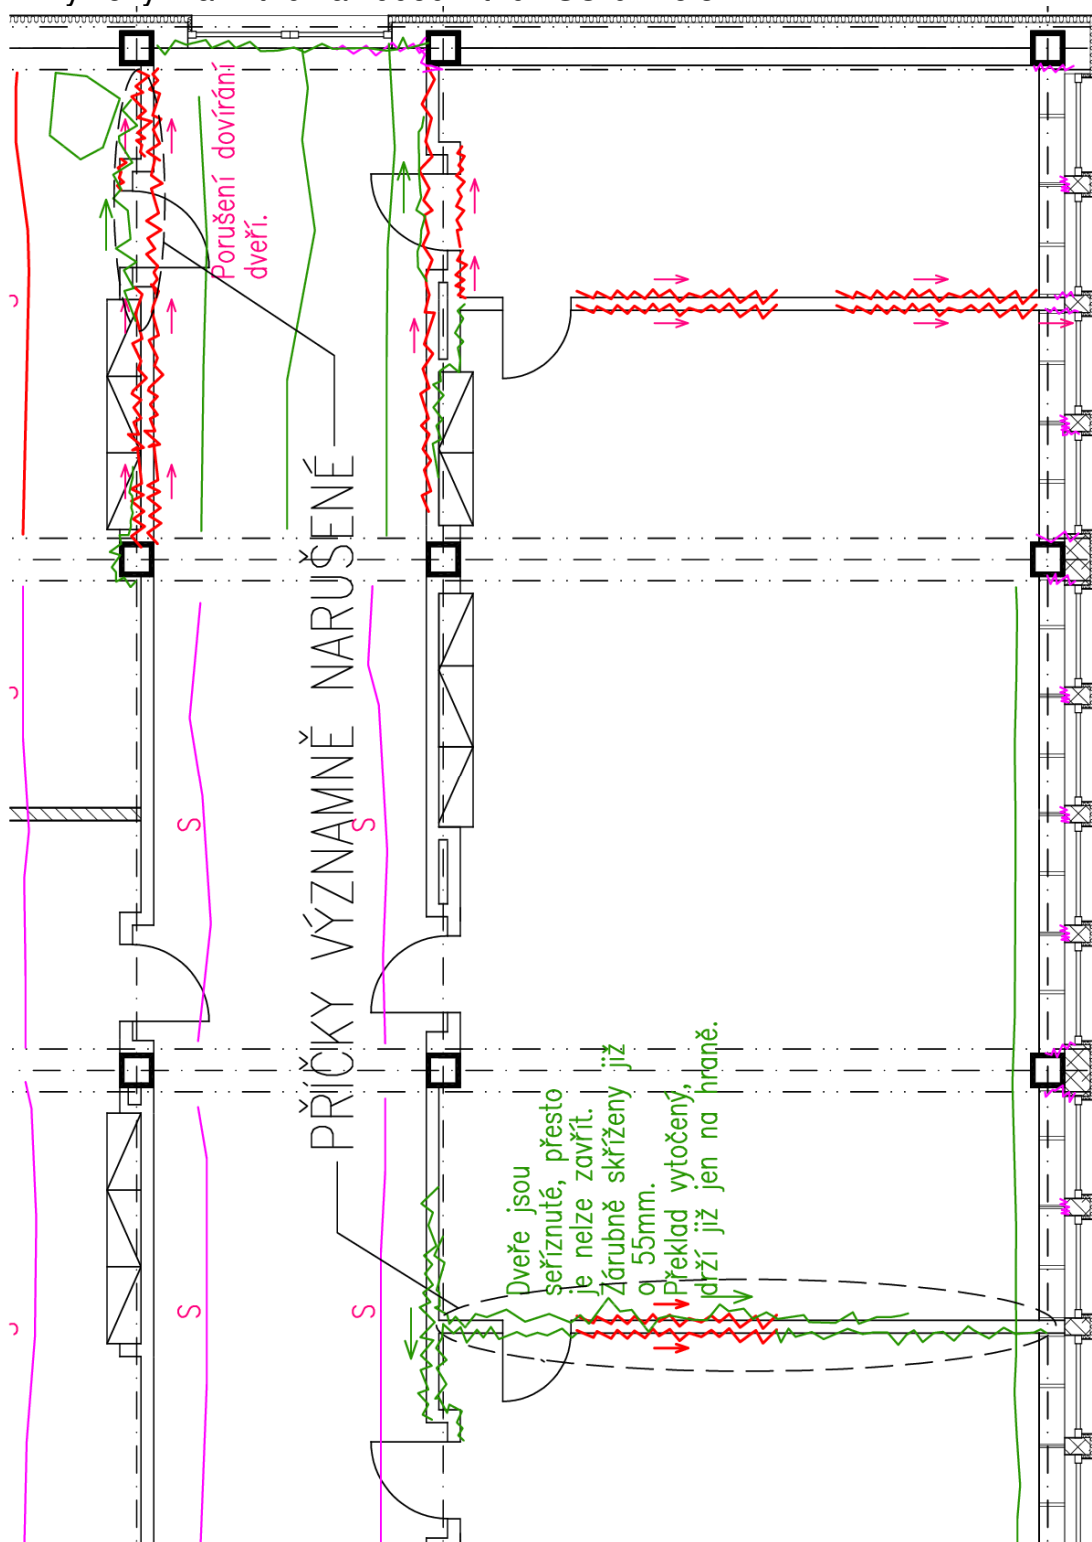 Porušení dovírání
dveří.
PŘÍČKY VÝZNAMNĚ NARUŠENÉ
S
S
Dveře jsou
seříznuté, přesto
je nelze zavřít.
Zárubně skříženy již
o 55mm.
Překlad vytočený,
drží již jen na hraně.
S
S